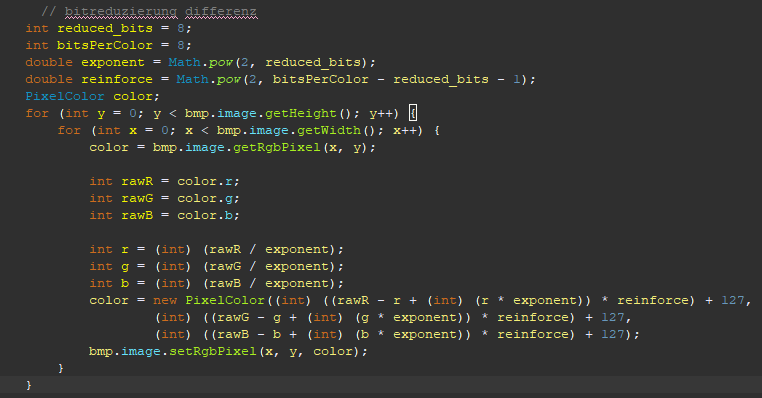 // bitreduzierung differenz
int reduced_bits = 8;
int bitsPerColor = 8;
double exponent = Math.pow(2, reduced_bits);
double reinforce = Math.pow(2, bitsPerColor - reduced_bits - 1);
PixelColor color;
for (int y = 0; y < bmp.image.getHeight(); y++) {
for (int x = 0; x < bmp.image.getWidth(); x++) {
color = bmp.image.getRgbPixel(x, y);
int rawR = color.r;
int rawG = color.g;
int rawB = color.b;
int r = (int) (rawR / exponent);
int g = (int) (rawG / exponent);
int b = (int) (rawB / exponent);
color = new PixelColor((int) ((rawR - r + (int) (r * exponent)) * reinforce) + 127,
(int) ((rawG - g + (int) (g * exponent)) * reinforce) + 127,
(int) ((rawB - b + (int) (b * exponent)) * reinforce) + 127);
bmp.image.setRgbPixel(x, y, color);
}
}